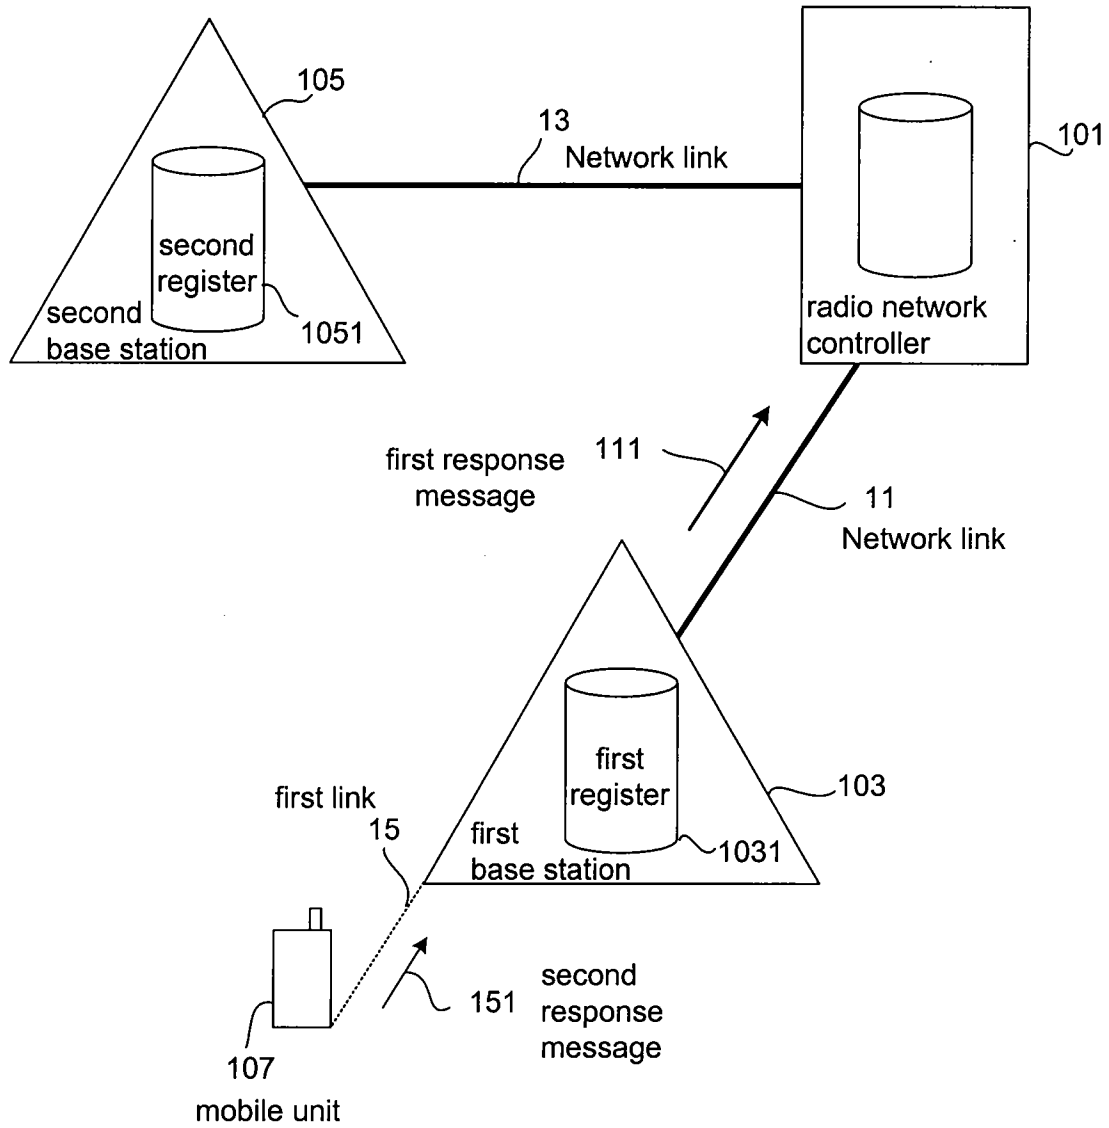 105
13
Network link
101
second
register
second
base station
1051
radio network
controller
first response
message
111
11
Network link
first link
15
first
register
103
first
base station
1031
151
second
response
message
107
mobile unit